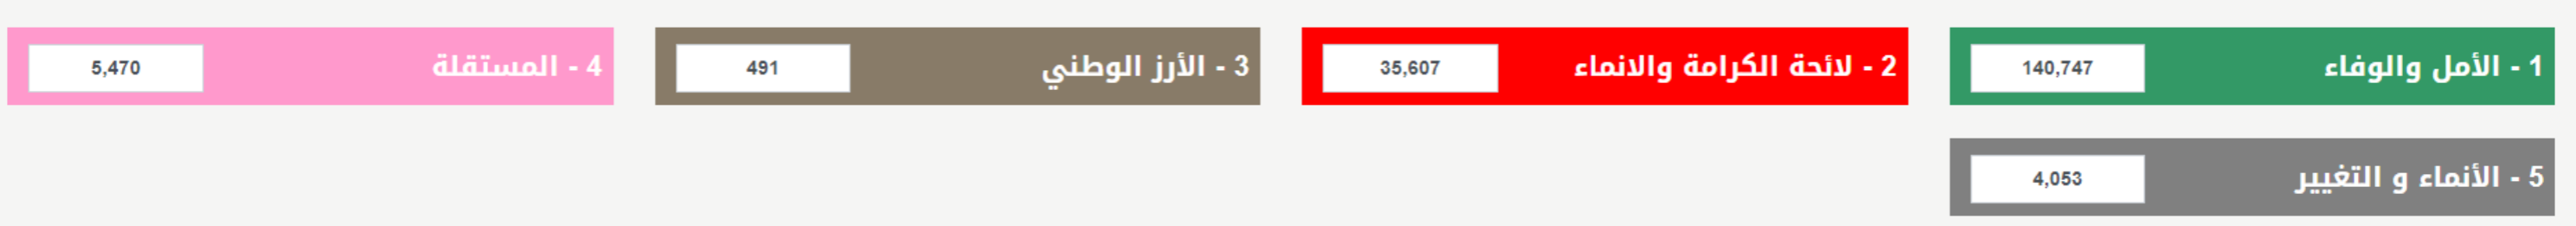 1 - الأمل والوفاء 140,747
2 - لائحة الكرامة والانماء 35,607
3 - الأرز الوطني 491
4 - المستقلة 5,470
5 - الأنماء و التغيير 4,053